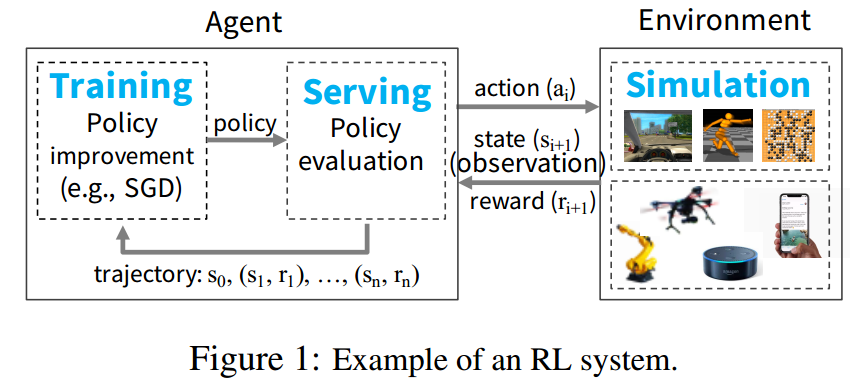 Agent
Environment
Training
Policy
improvement
(e.g., SGD)
policy
Serving
Policy
evaluation
trajectory: s₀, (s₁, r₁), …, (sₙ, rₙ)
action (aᵢ)
state (sᵢ₊₁)
(observation)
reward (rᵢ₊₁)
Simulation
Figure 1: Example of an RL system.